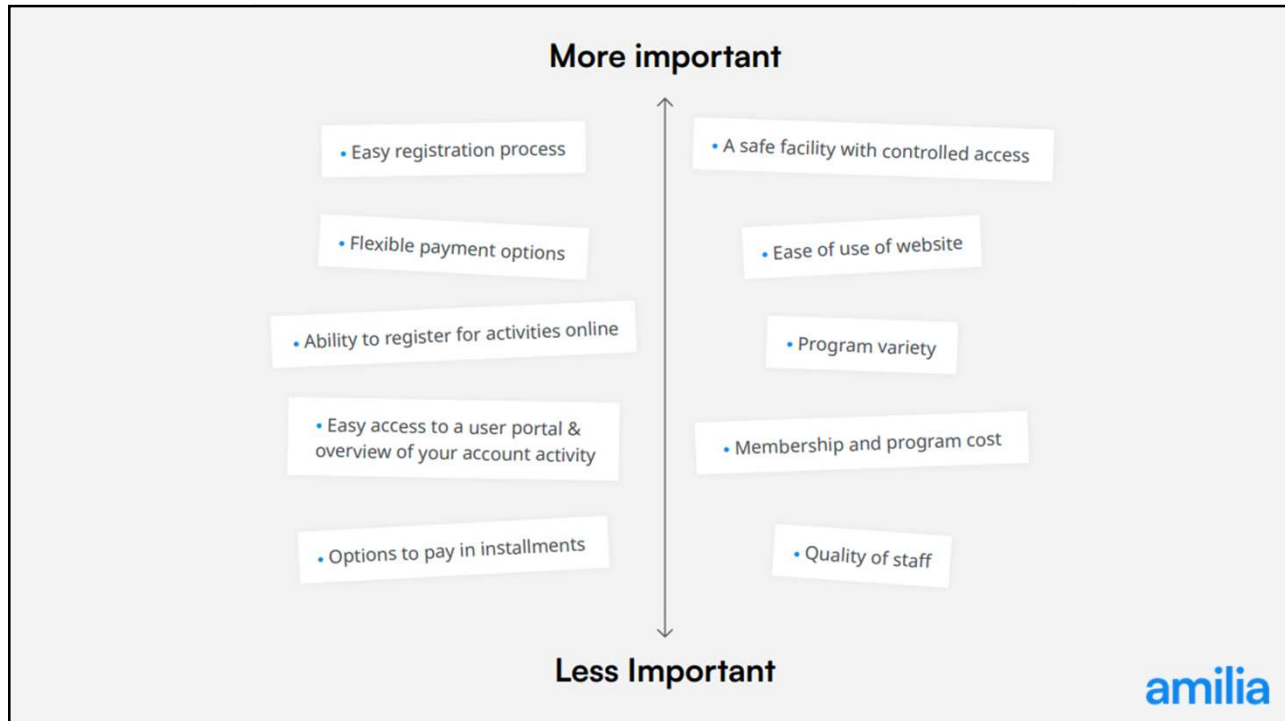 More important
• Easy registration process
• Flexible payment options
• Ability to register for activities online
• Easy access to a user portal &
overview of your account activity
• Options to pay in installments
• A safe facility with controlled access
• Ease of use of website
• Program variety
• Membership and program cost
• Quality of staff
Less Important
amilia